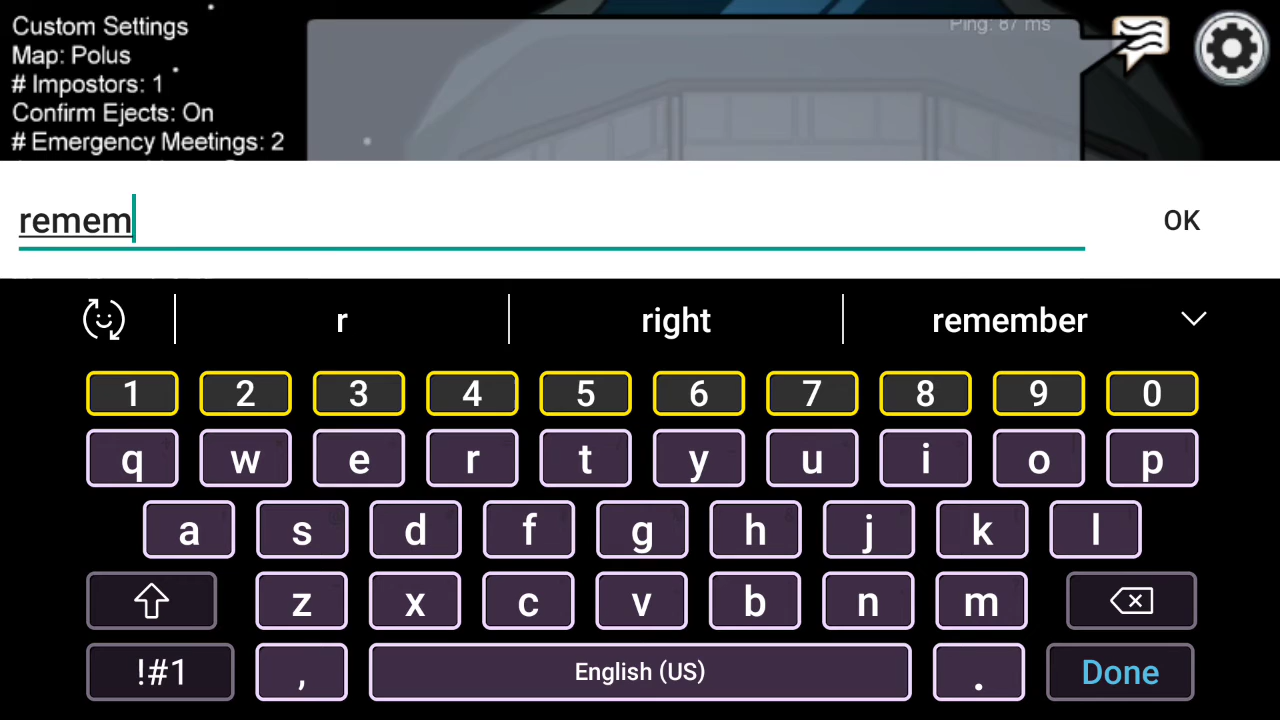 Custom Settings
Map: Polus
# Impostors: 1
Confirm Ejects: On
# Emergency Meetings: 2
Ping: 87 ms
remem
OK
r right remember
1 2 3 4 5 6 7 8 9 0
q w e r t y u i o p
a s d f g h j k l
z x c v b n m
!#1 , English (US) . Done